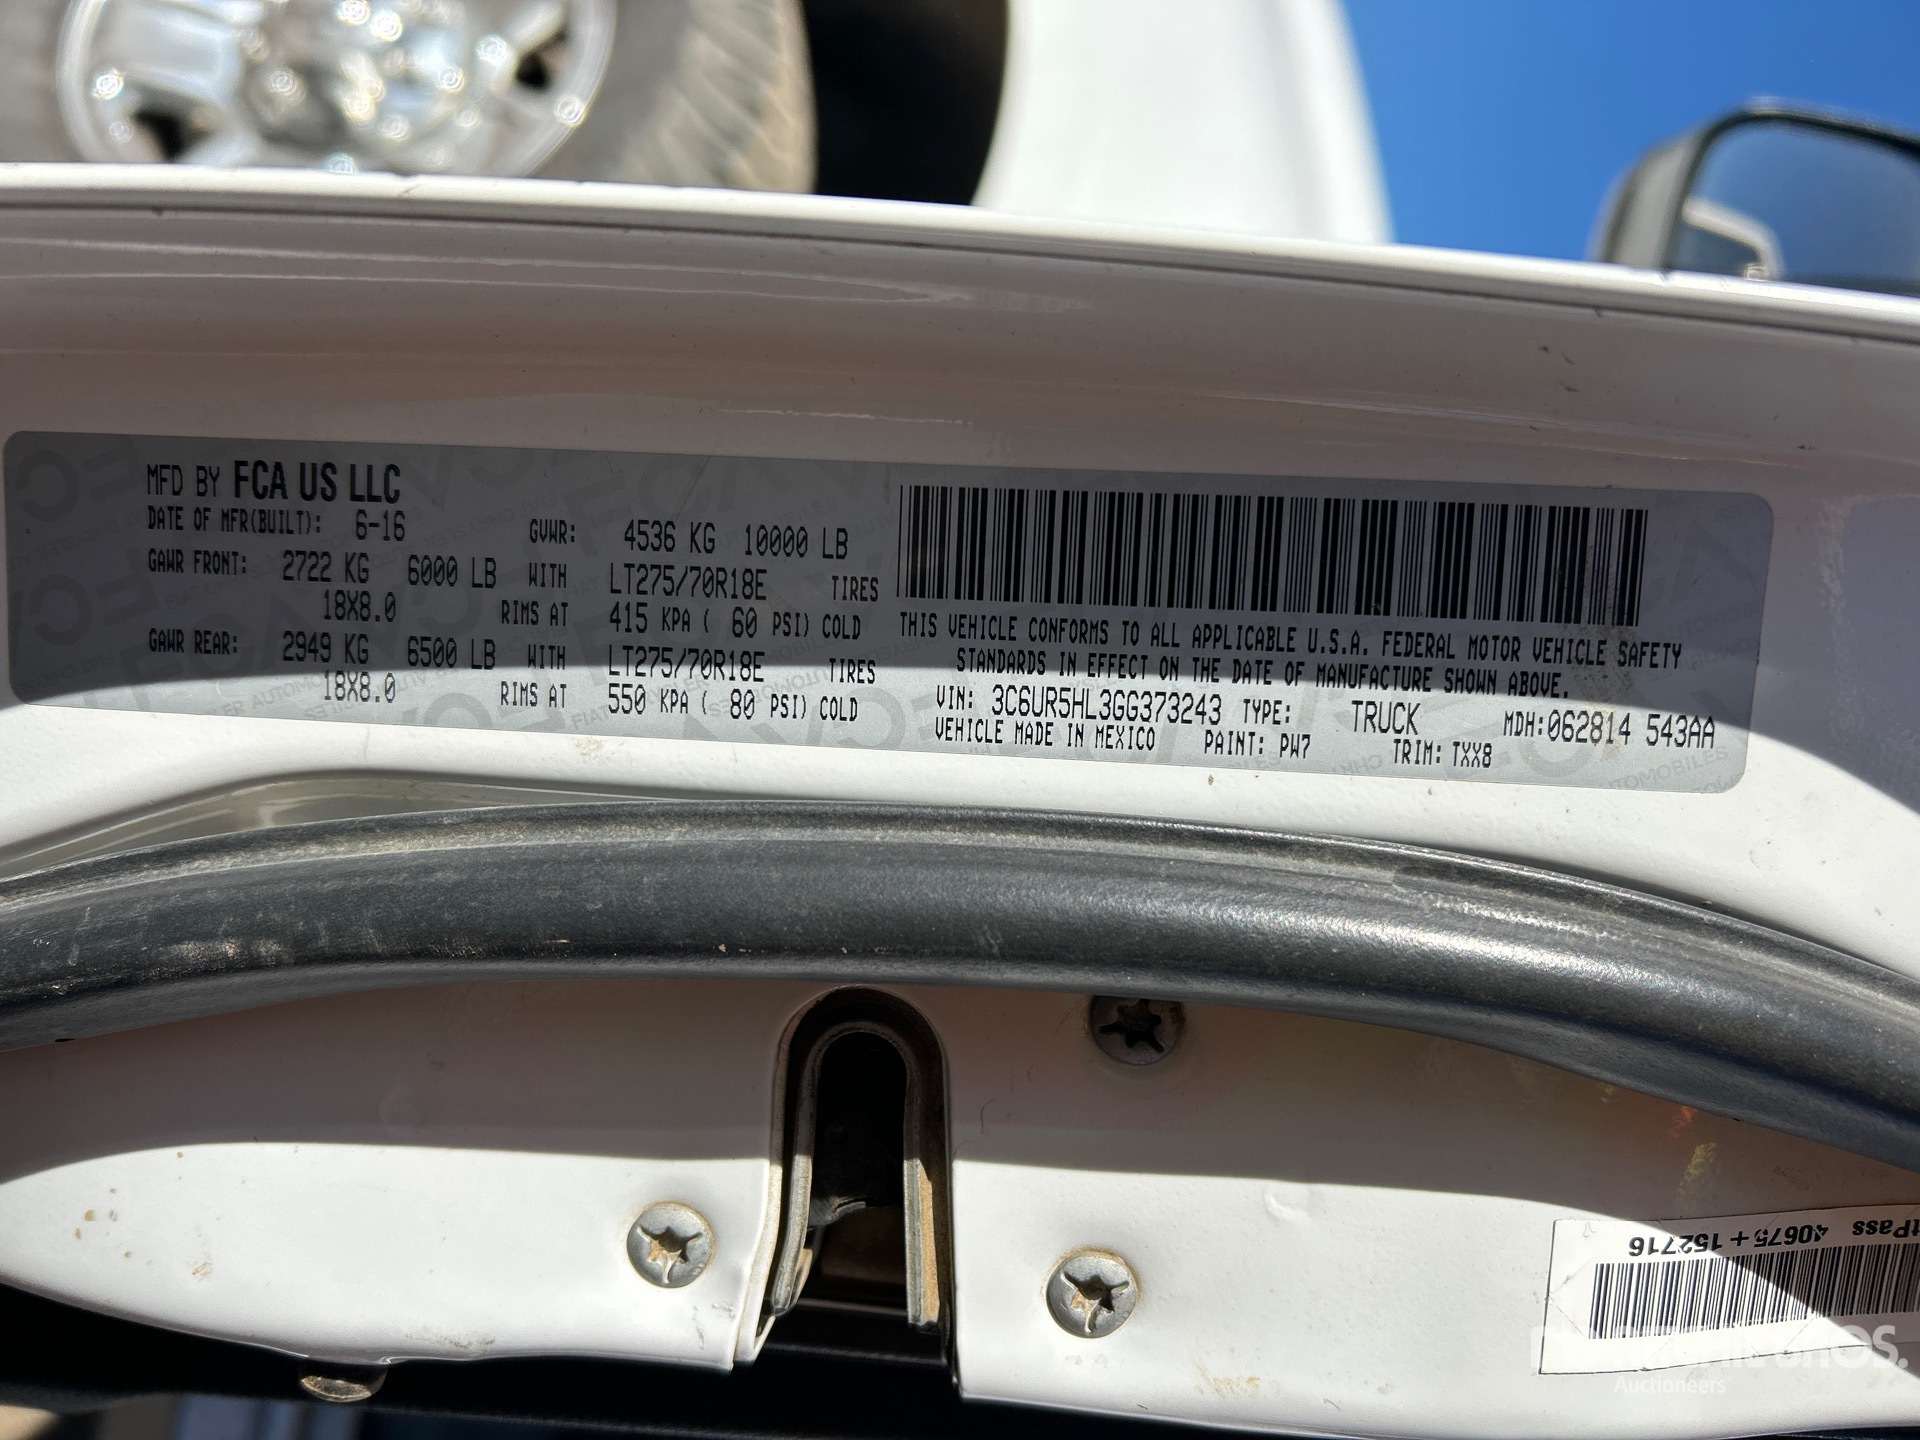 MFD BY FCA US LLC
DATE OF MFR(BUILT): 6-16 GVWR: 4536 KG 10000 LB
GAWR FRONT: 2722 KG 6000 LB WITH LT275/70R18E TIRES
18X8.0 RIMS AT 415 KPA ( 60 PSI) COLD
GAWR REAR: 2949 KG 6500 LB WITH LT275/70R18E TIRES
18X8.0 RIMS AT 550 KPA ( 80 PSI) COLD
THIS VEHICLE CONFORMS TO ALL APPLICABLE U.S.A. FEDERAL MOTOR VEHICLE SAFETY
STANDARDS IN EFFECT ON THE DATE OF MANUFACTURE SHOWN ABOVE.
VIN: 3C6UR5HL3GG373243 TYPE: TRUCK MDH:062814 543AA
VEHICLE MADE IN MEXICO PAINT: PW7 TRIM: TXX8
tPass 40675+152716
Auctioneers